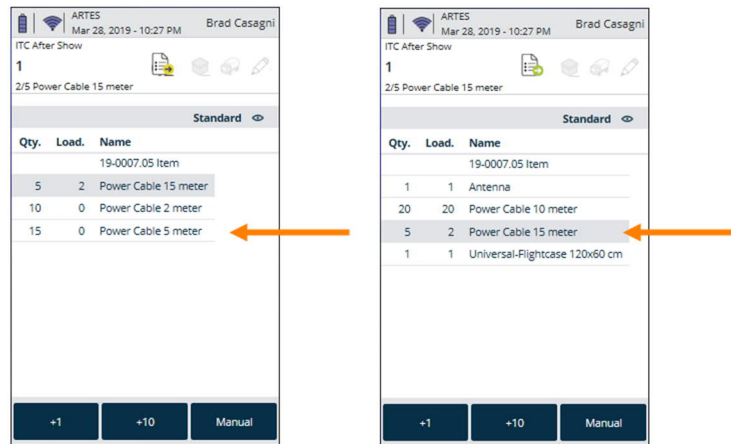 ARTES
Mar 28, 2019 - 10:27 PM Brad Casagni
ITC After Show
1
2/5 Power Cable 15 meter
Standard
Qty. Load. Name
19-0007.05 Item
5 2 Power Cable 15 meter
10 0 Power Cable 2 meter
15 0 Power Cable 5 meter
+1 +10 Manual
ARTES
Mar 28, 2019 - 10:27 PM Brad Casagni
ITC After Show
1
2/5 Power Cable 15 meter
Standard
Qty. Load. Name
19-0007.05 Item
1 1 Antenna
20 20 Power Cable 10 meter
5 2 Power Cable 15 meter
1 1 Universal-Flightcase 120x60 cm
+1 +10 Manual